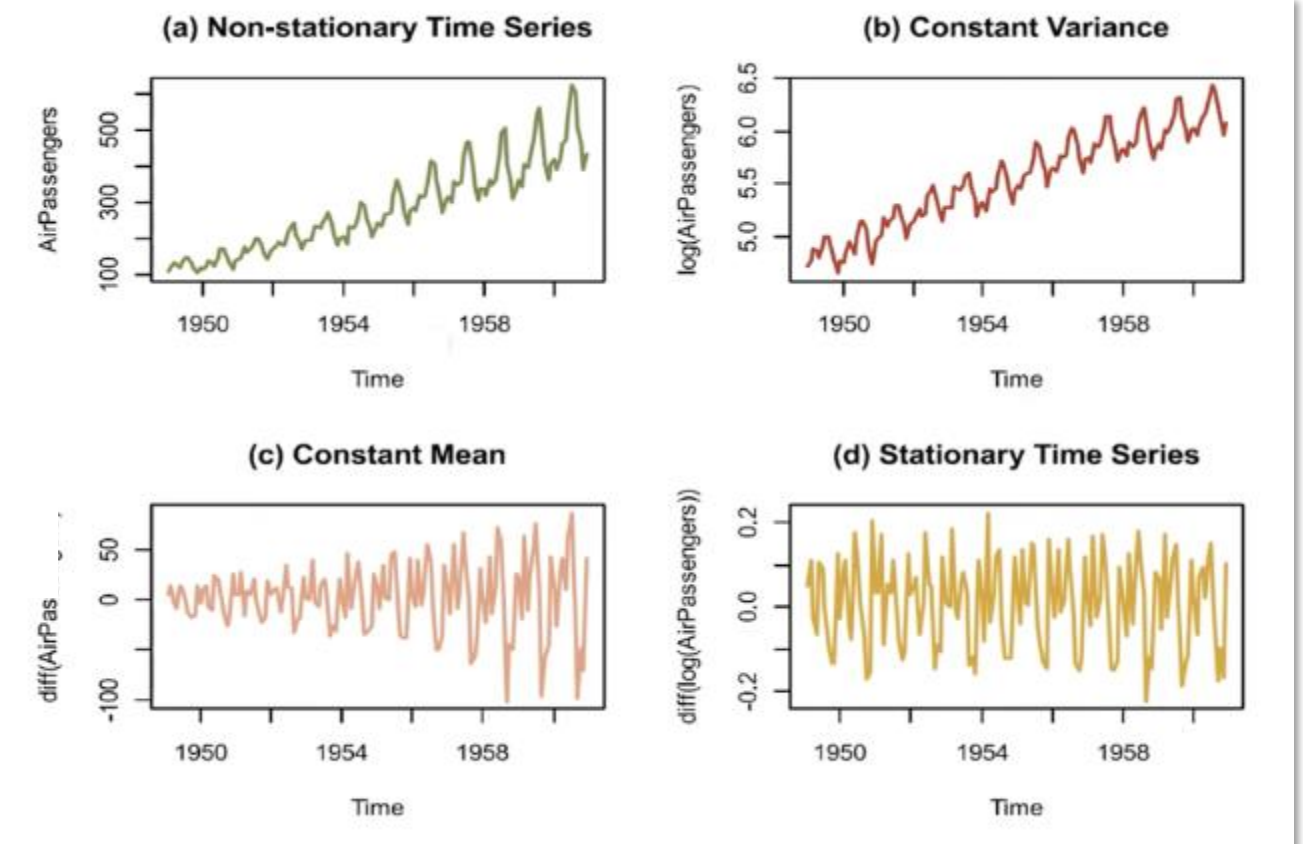 (a) Non-stationary Time Series
AirPassengers
500
300
100
1950 1954 1958
Time
(b) Constant Variance
log(AirPassengers)
6.5
6.0
5.5
5.0
1950 1954 1958
Time
(c) Constant Mean
diff(AirPas
50
0
-100
1950 1954 1958
Time
(d) Stationary Time Series
diff(log(AirPassengers))
0.2
0.0
-0.2
1950 1954 1958
Time